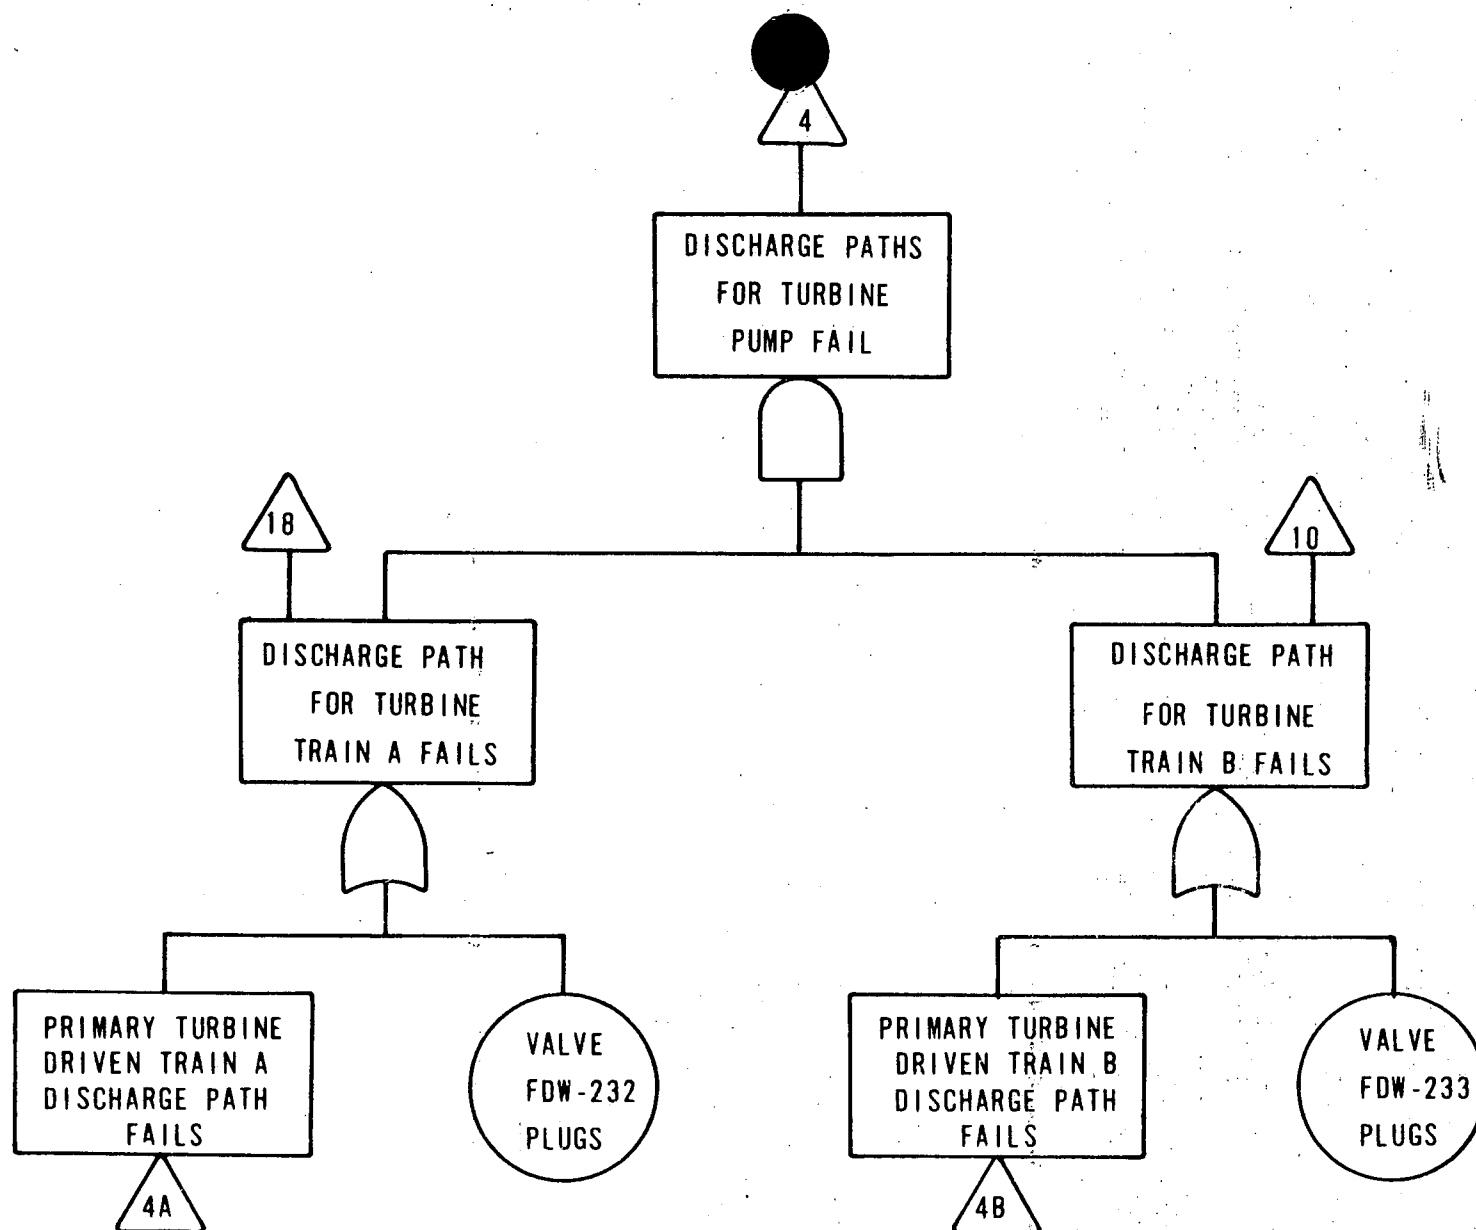 4
DISCHARGE PATHS
FOR TURBINE
PUMP FAIL
18
10
DISCHARGE PATH
FOR TURBINE
TRAIN A FAILS
DISCHARGE PATH
FOR TURBINE
TRAIN B FAILS
PRIMARY TURBINE
DRIVEN TRAIN A
DISCHARGE PATH
FAILS
VALVE
FDW-232
PLUGS
PRIMARY TURBINE
DRIVEN TRAIN B
DISCHARGE PATH
FAILS
VALVE
FDW-233
PLUGS
4A
4B